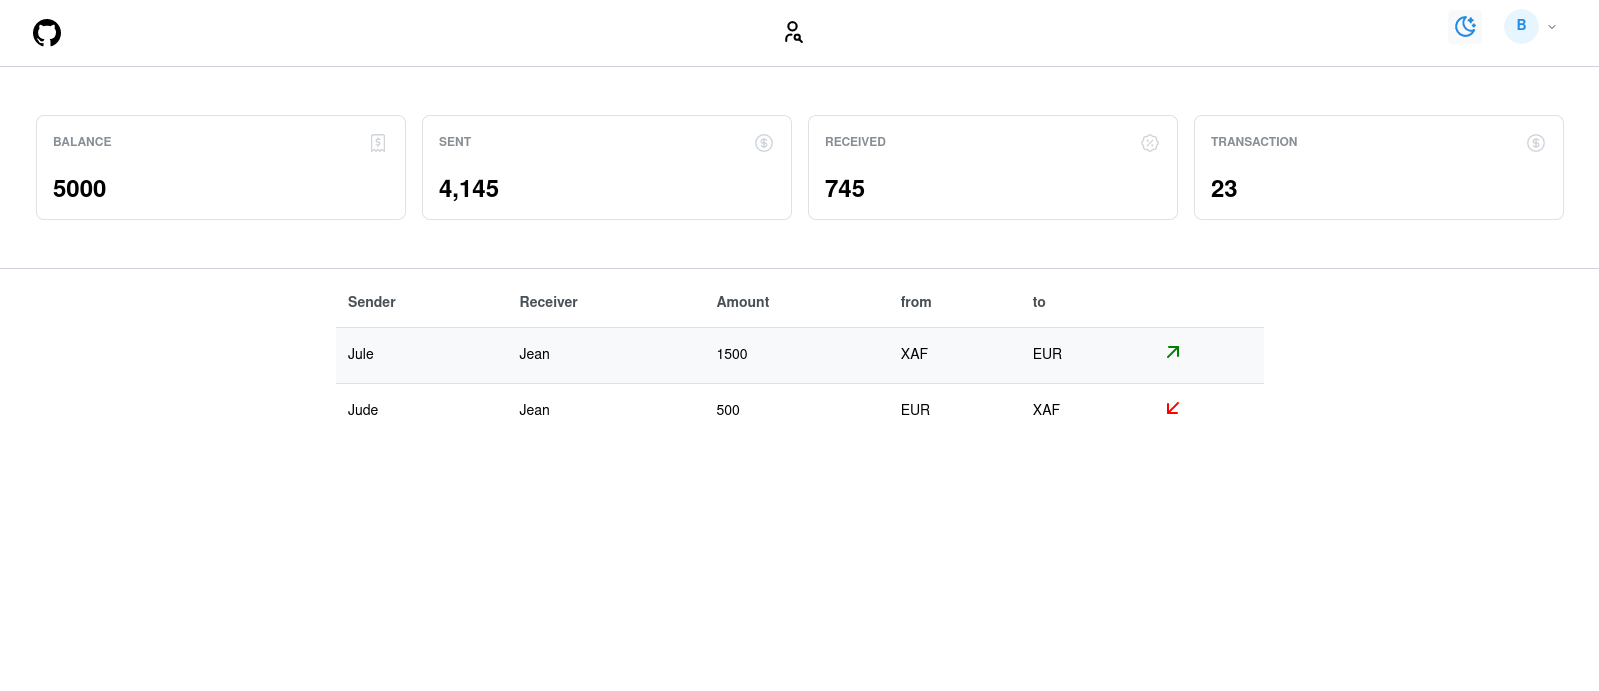 B
BALANCE
5000
SENT
4,145
RECEIVED
745
TRANSACTION
23
Sender Receiver Amount from to
Jule Jean 1500 XAF EUR
Jude Jean 500 EUR XAF